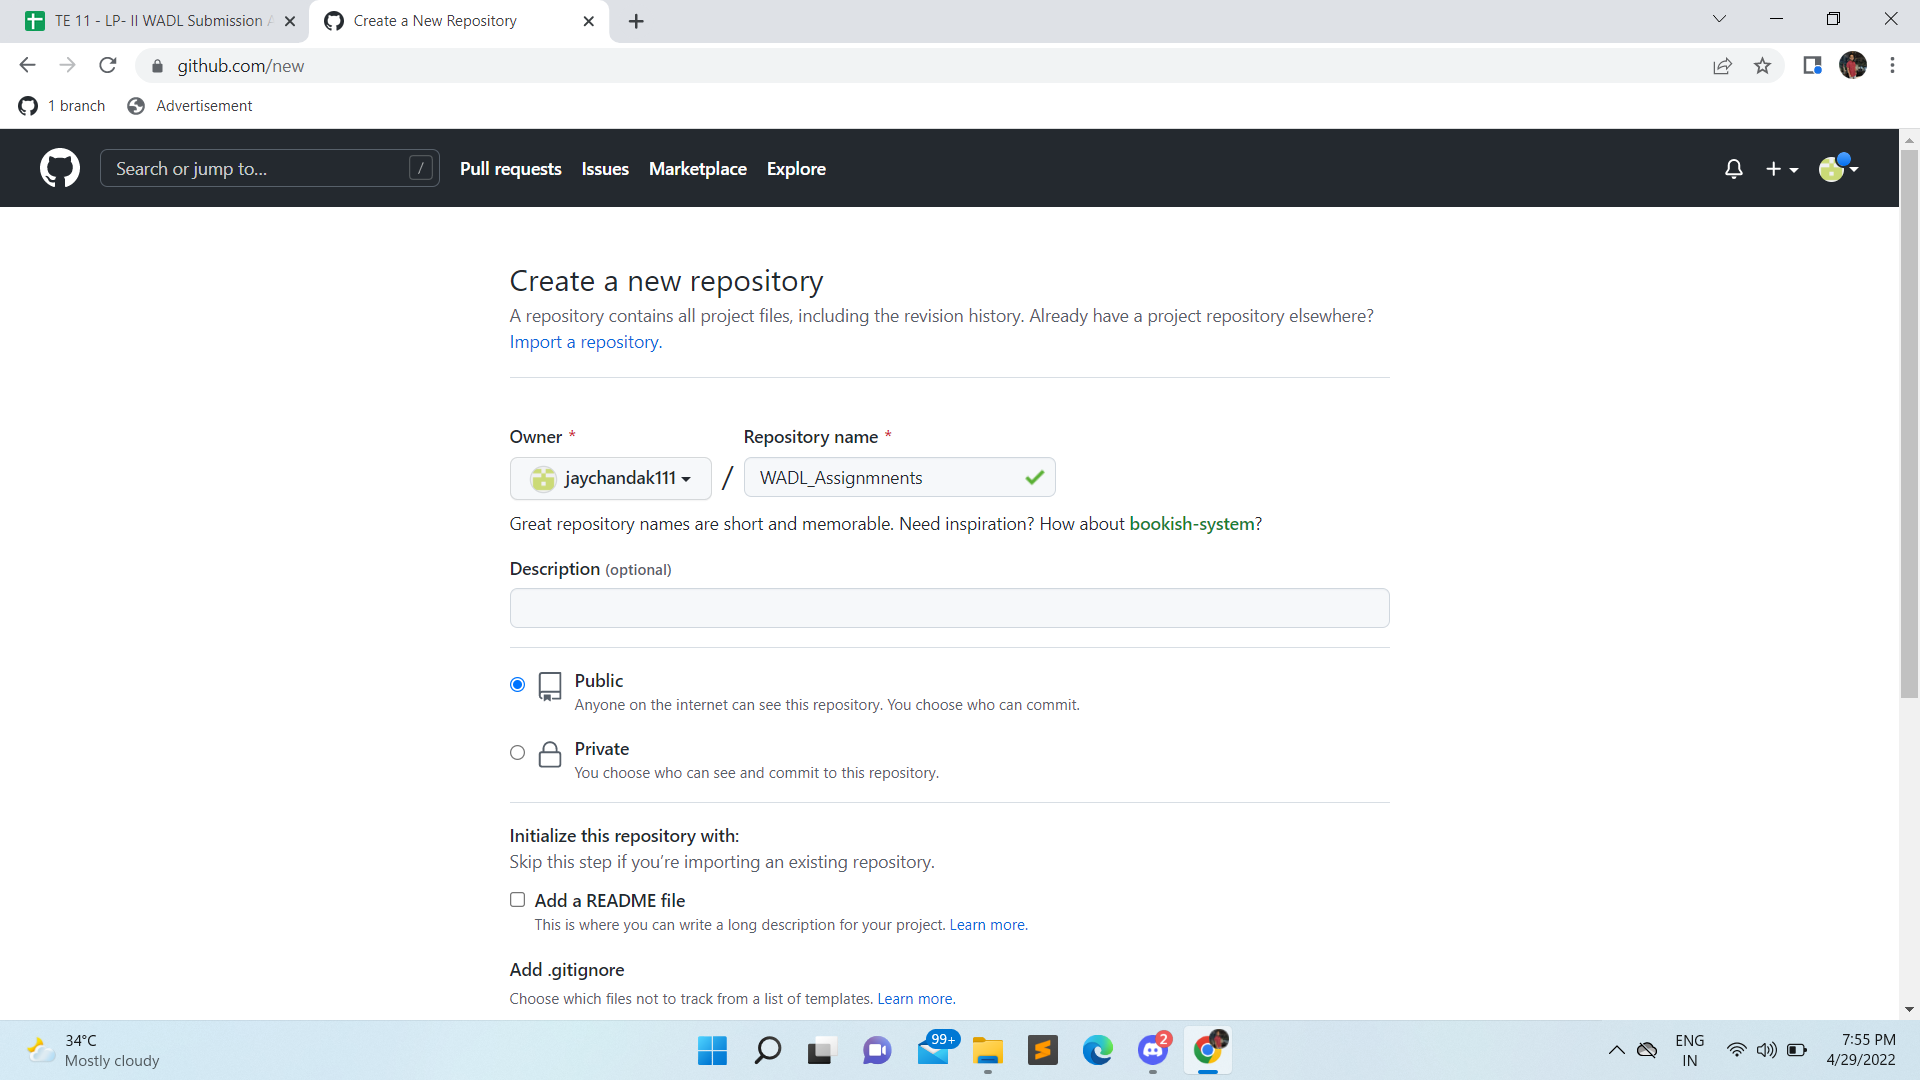 TE 11 - LP- II WADL Submission
Create a New Repository
github.com/new
1 branch
Advertisement
Search or jump to...
/
Pull requests
Issues
Marketplace
Explore
Create a new repository
A repository contains all project files, including the revision history. Already have a project repository elsewhere?
Import a repository.
Owner *
Repository name *
jaychandak111
/
WADL_Assignmnents
Great repository names are short and memorable. Need inspiration? How about bookish-system?
Description (optional)
Public
Anyone on the internet can see this repository. You choose who can commit.
Private
You choose who can see and commit to this repository.
Initialize this repository with:
Skip this step if you’re importing an existing repository.
Add a README file
This is where you can write a long description for your project. Learn more.
Add .gitignore
Choose which files not to track from a list of templates. Learn more.
34°C
Mostly cloudy
99+
2
ENG
IN
7:55 PM
4/29/2022